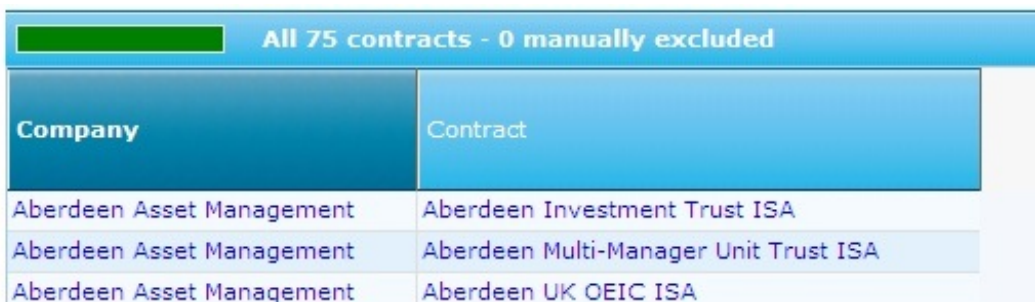 All 75 contracts - 0 manually excluded
Company Contract
Aberdeen Asset Management Aberdeen Investment Trust ISA
Aberdeen Asset Management Aberdeen Multi-Manager Unit Trust ISA
Aberdeen Asset Management Aberdeen UK OEIC ISA